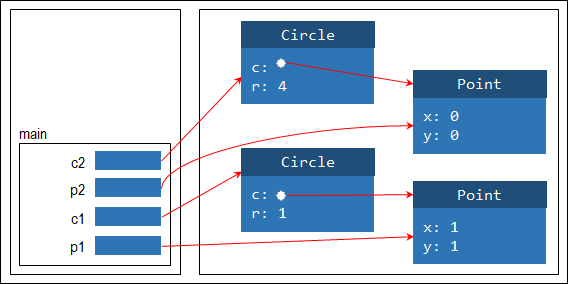 main
c2
p2
c1
p1
Circle
c:
r: 4
Point
x: 0
y: 0
Circle
c:
r: 1
Point
x: 1
y: 1